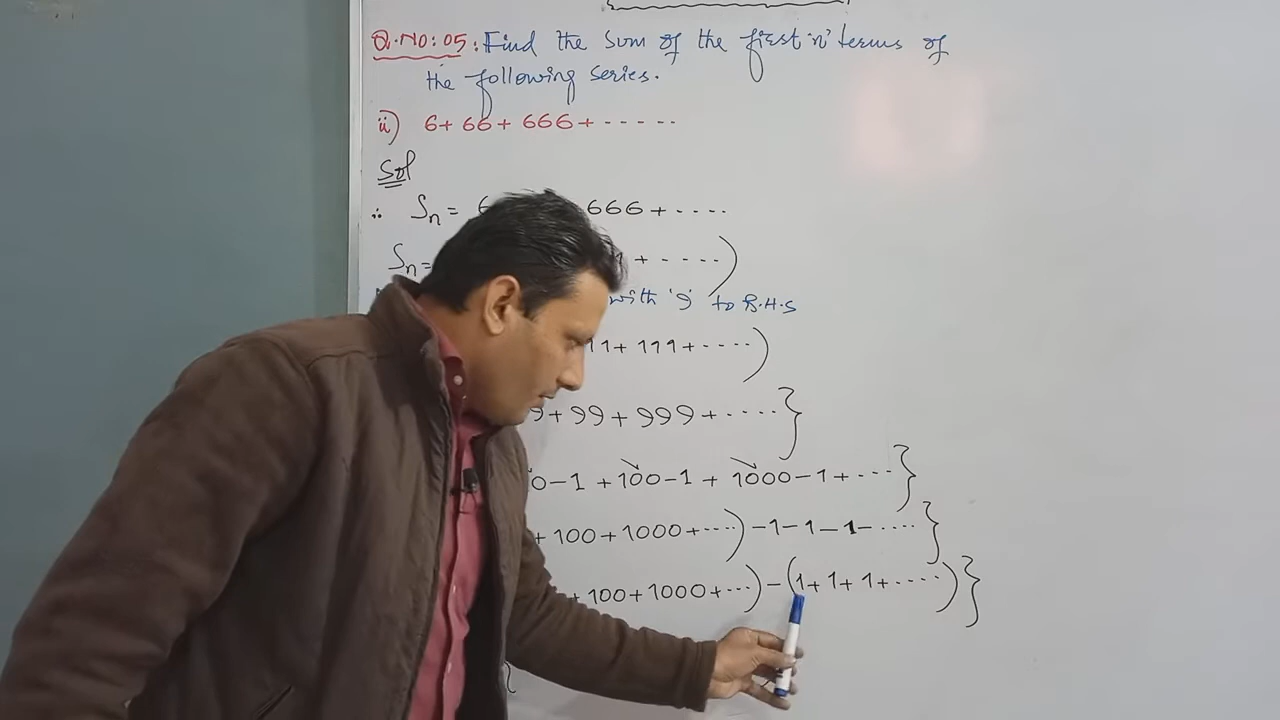 Q.NO:05: Find the sum of the first 'n' terms of
the following series.
ii) 6+ 66+ 666+-----
Sol
∴ Sn = 6 666+----
Sn= + ----)
with '9' to R.H.S
11+ 111+----)
9+99+999+----}
0-1 +100-1 + 1000-1+---}
+100+1000+----)-1-1-1-----}
+ 100+1000+---)-(1+1+1+-----)}
{